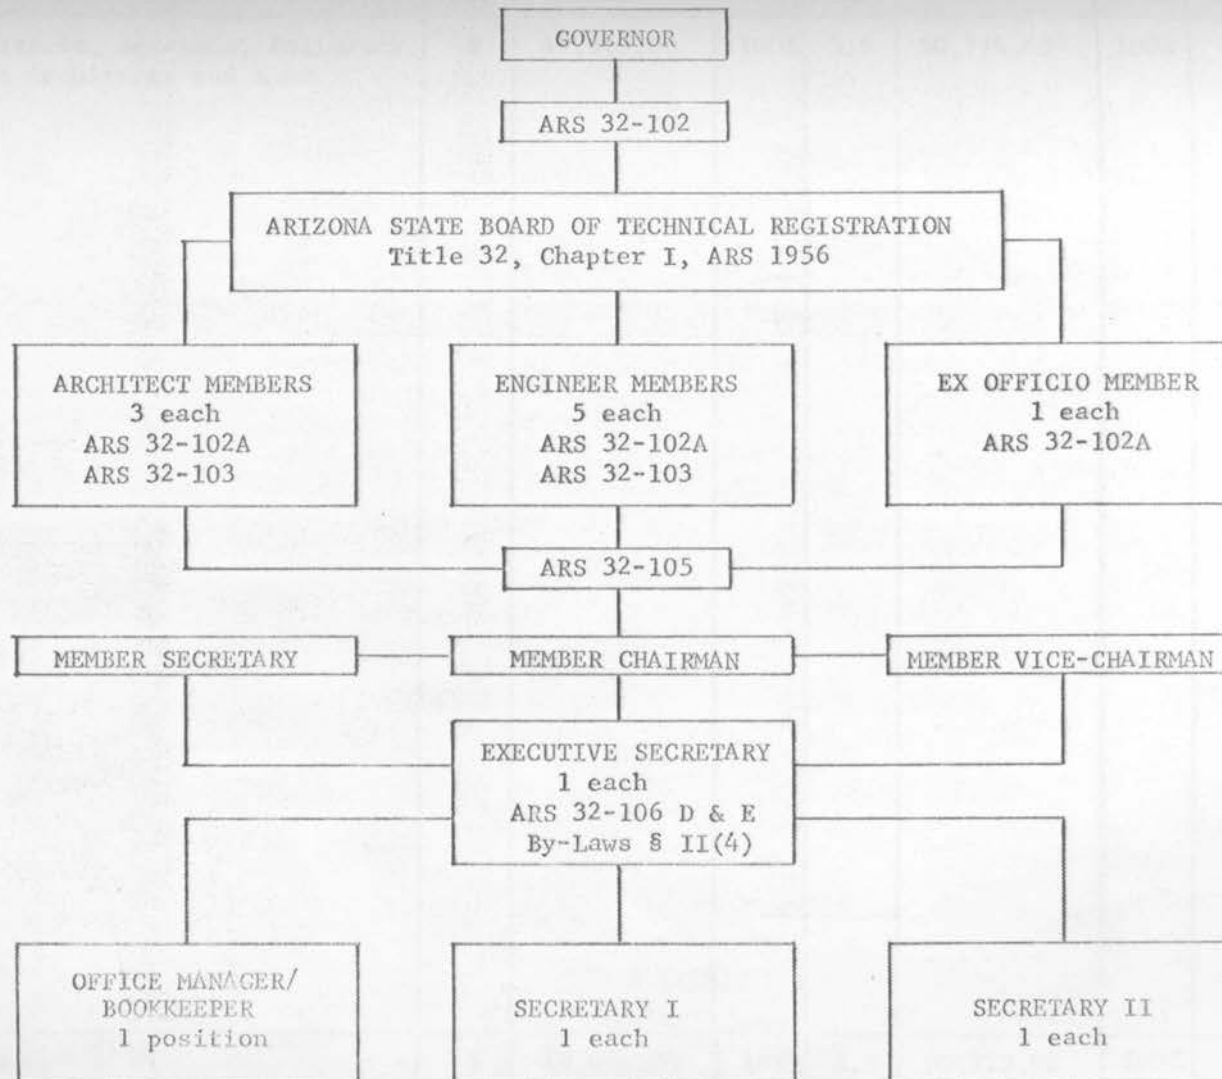 GOVERNOR
ARS 32-102
ARIZONA STATE BOARD OF TECHNICAL REGISTRATION
Title 32, Chapter I, ARS 1956
ARCHITECT MEMBERS
3 each
ARS 32-102A
ARS 32-103
ENGINEER MEMBERS
5 each
ARS 32-102A
ARS 32-103
EX OFFICIO MEMBER
1 each
ARS 32-102A
ARS 32-105
MEMBER SECRETARY
MEMBER CHAIRMAN
MEMBER VICE-CHAIRMAN
EXECUTIVE SECRETARY
1 each
ARS 32-106 D & E
By-Laws § II(4)
OFFICE MANAGER/
BOOKKEEPER
1 position
SECRETARY I
1 each
SECRETARY II
1 each